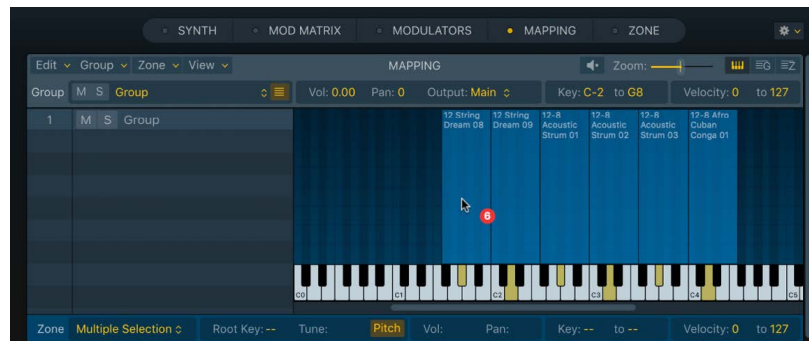 SYNTH MOD MATRIX MODULATORS MAPPING ZONE
Edit Group Zone View MAPPING Zoom: G Z
Group M S Group Vol: 0.00 Pan: 0 Output: Main Key: C-2 to G8 Velocity: 0 to 127
1 M S Group
12 String Dream 08
12 String Dream 09
12-8 Acoustic Strum 01
12-8 Acoustic Strum 02
12-8 Acoustic Strum 03
12-8 Afro Cuban Conga 01
6
C0 C1 C2 C3 C4 C5
Zone Multiple Selection Root Key: -- Tune: Pitch Vol: Pan: Key: -- to -- Velocity: 0 to 127